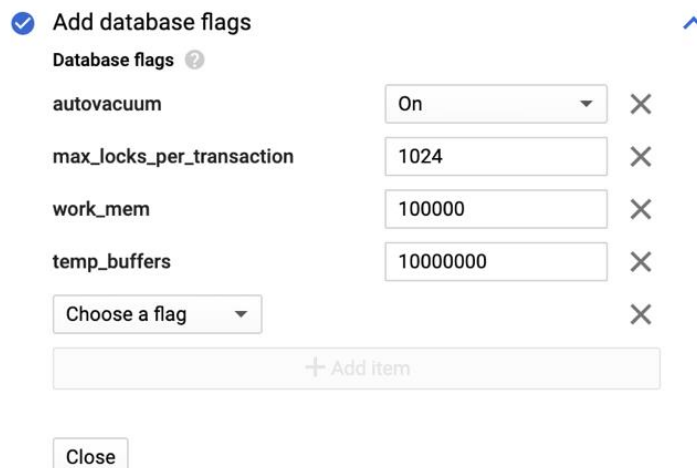 Add database flags
Database flags ?
autovacuum On
max_locks_per_transaction 1024
work_mem 100000
temp_buffers 10000000
Choose a flag
+ Add item
Close